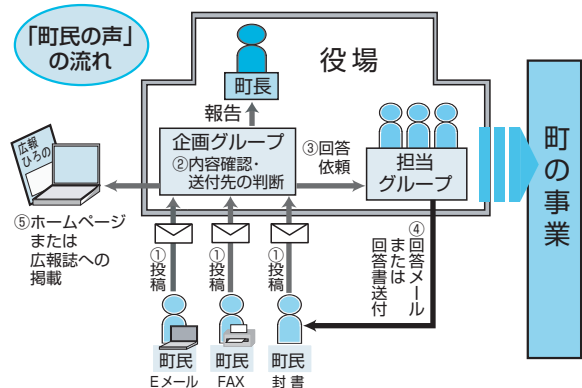 「町民の声」
の流れ
役場
町長
報告
企画グループ
②内容確認・
送付先の判断
③回答
依頼
担当
グループ
町の事業
広報
ひろの
⑤ホームページ
または
広報誌への
掲載
①投稿
①投稿
①投稿
④回答メール
または
回答書送付
町民
Eメール
町民
FAX
町民
封書